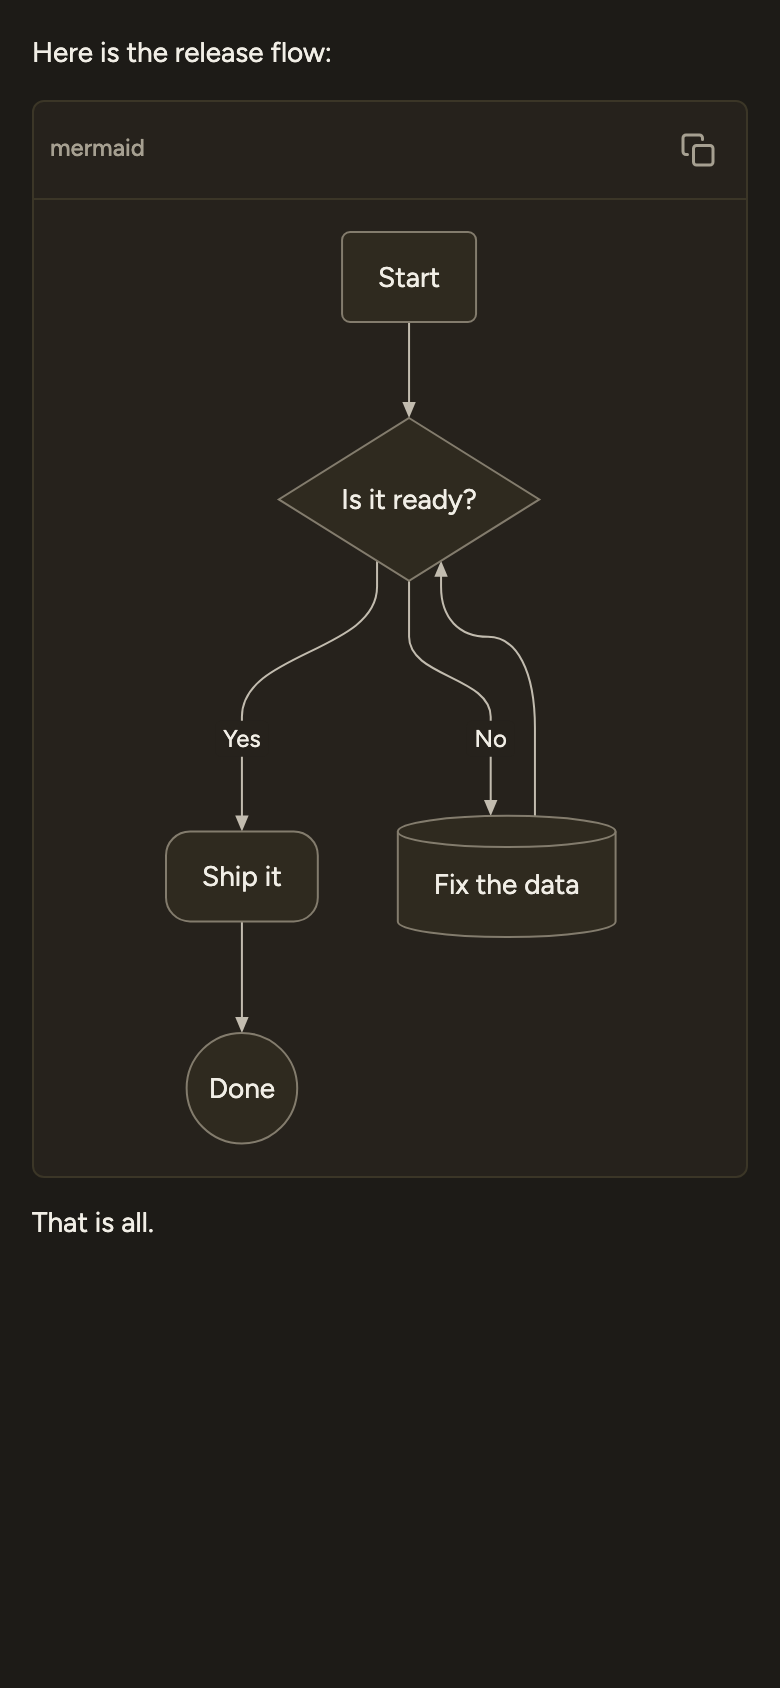 Here is the release flow:
mermaid
Start
Is it ready?
Yes
No
Ship it
Fix the data
Done
That is all.